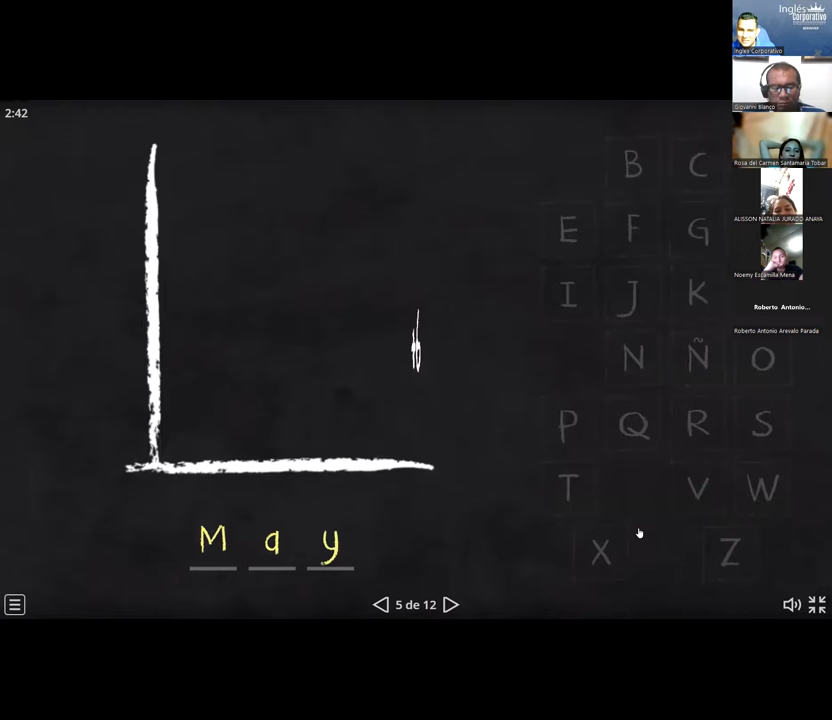 Inglés
Corporativo
Inglés Corporativo
Giovanni Blanco
Rosa del Carmen Santamaria Tobar
ALISSON NATALIA JURADO ANAYA
Noemy Escamilla Mena
Roberto Antonio...
Roberto Antonio Arevalo Parada
2:42
B C
E F G
I J K
N Ñ O
P Q R S
T V W
X Z
M a y
5 de 12